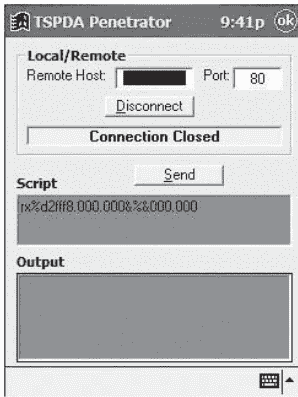 TSPDA Penetrator 9:41p ok
Local/Remote
Remote Host: Port: 80
Disconnect
Connection Closed
Send
Script
rx%d2fff8.000.000&%&000.000
Output